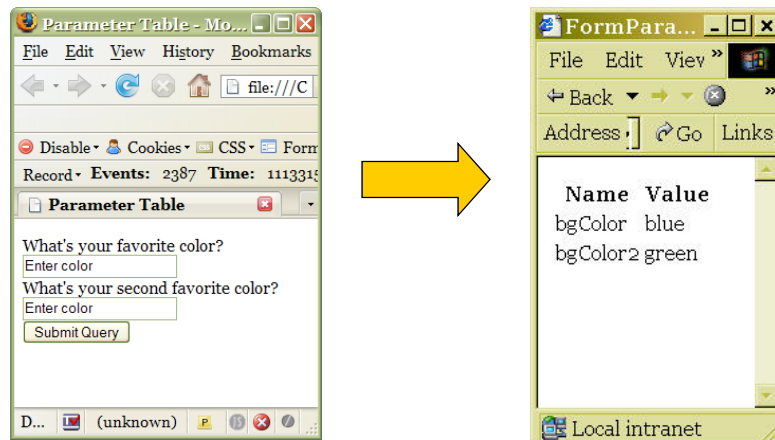 Parameter Table - Mo...
File Edit View History Bookmarks
file:///C
Disable Cookies CSS Form
Record Events: 2387 Time: 1113315
Parameter Table
What's your favorite color?
Enter color
What's your second favorite color?
Enter color
Submit Query
D... (unknown) P
FormPara...
File Edit View »
Back »
Address Go Links
Name Value
bgColor blue
bgColor2 green
Local intranet